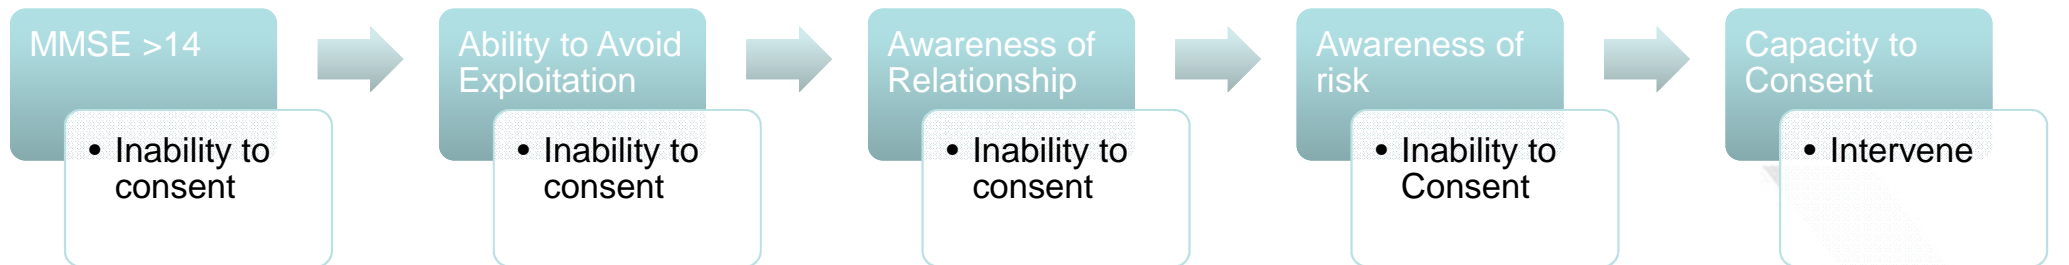 MMSE >14
• Inability to
consent
Ability to Avoid
Exploitation
• Inability to
consent
Awareness of
Relationship
• Inability to
consent
Awareness of
risk
• Inability to
Consent
Capacity to
Consent
• Intervene